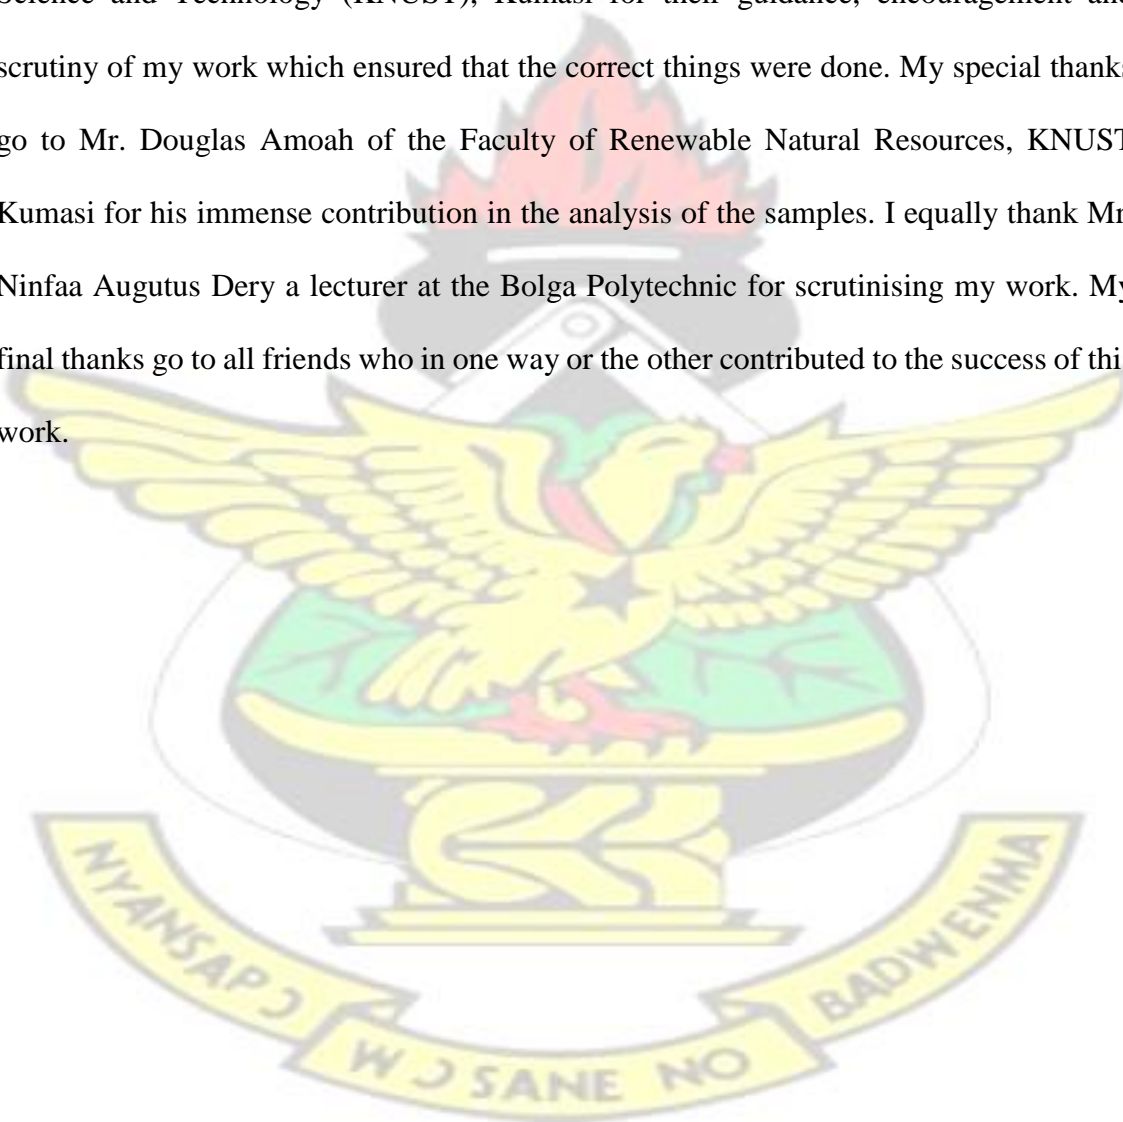 Science and Technology (KNUST), Kumasi for their guidance, encouragement and
scrutiny of my work which ensured that the correct things were done. My special thanks
go to Mr. Douglas Amoah of the Faculty of Renewable Natural Resources, KNUST
Kumasi for his immense contribution in the analysis of the samples. I equally thank Mr
Ninfaa Augutus Dery a lecturer at the Bolga Polytechnic for scrutinising my work. My
final thanks go to all friends who in one way or the other contributed to the success of thi
work.
NYANSAPƆ
WƆSANE NO
BADWENMA